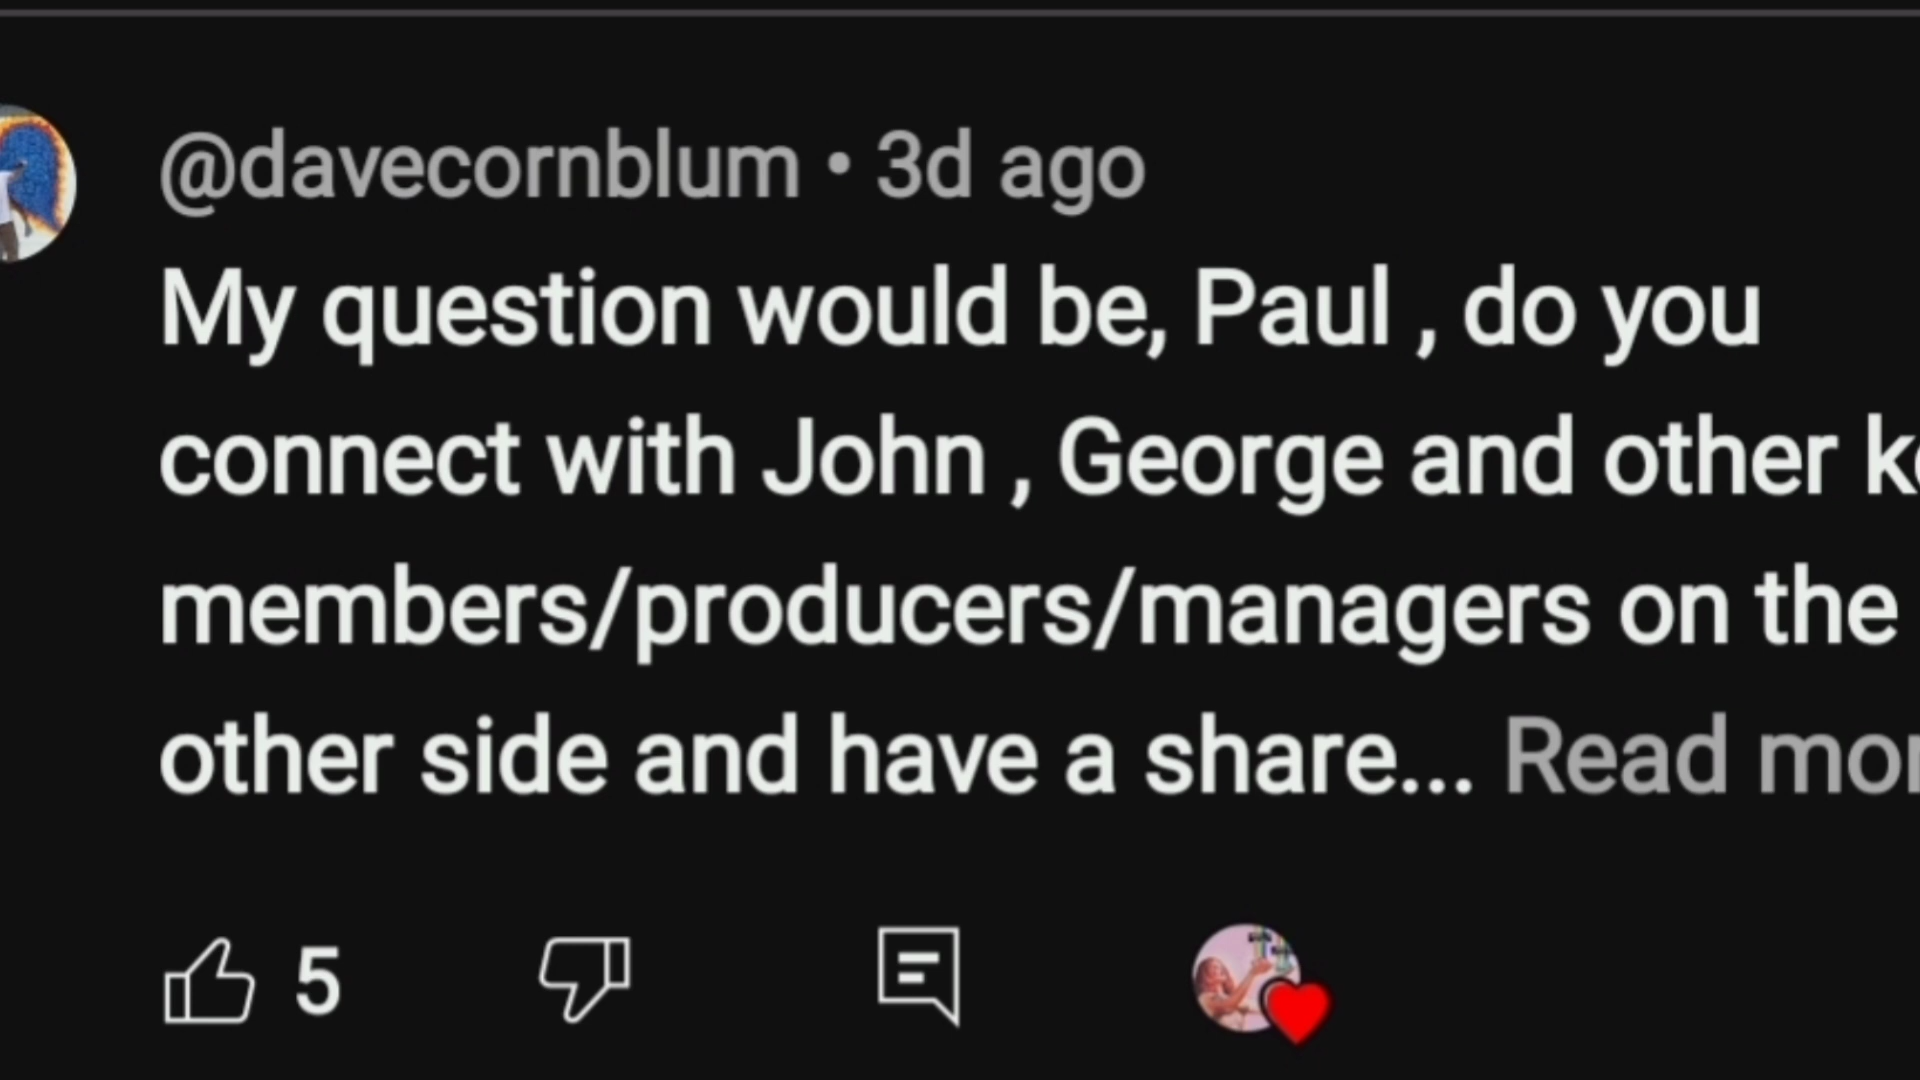 @davecornblum • 3d ago
My question would be, Paul , do you
connect with John , George and other
members/producers/managers on the
other side and have a share... Read
5